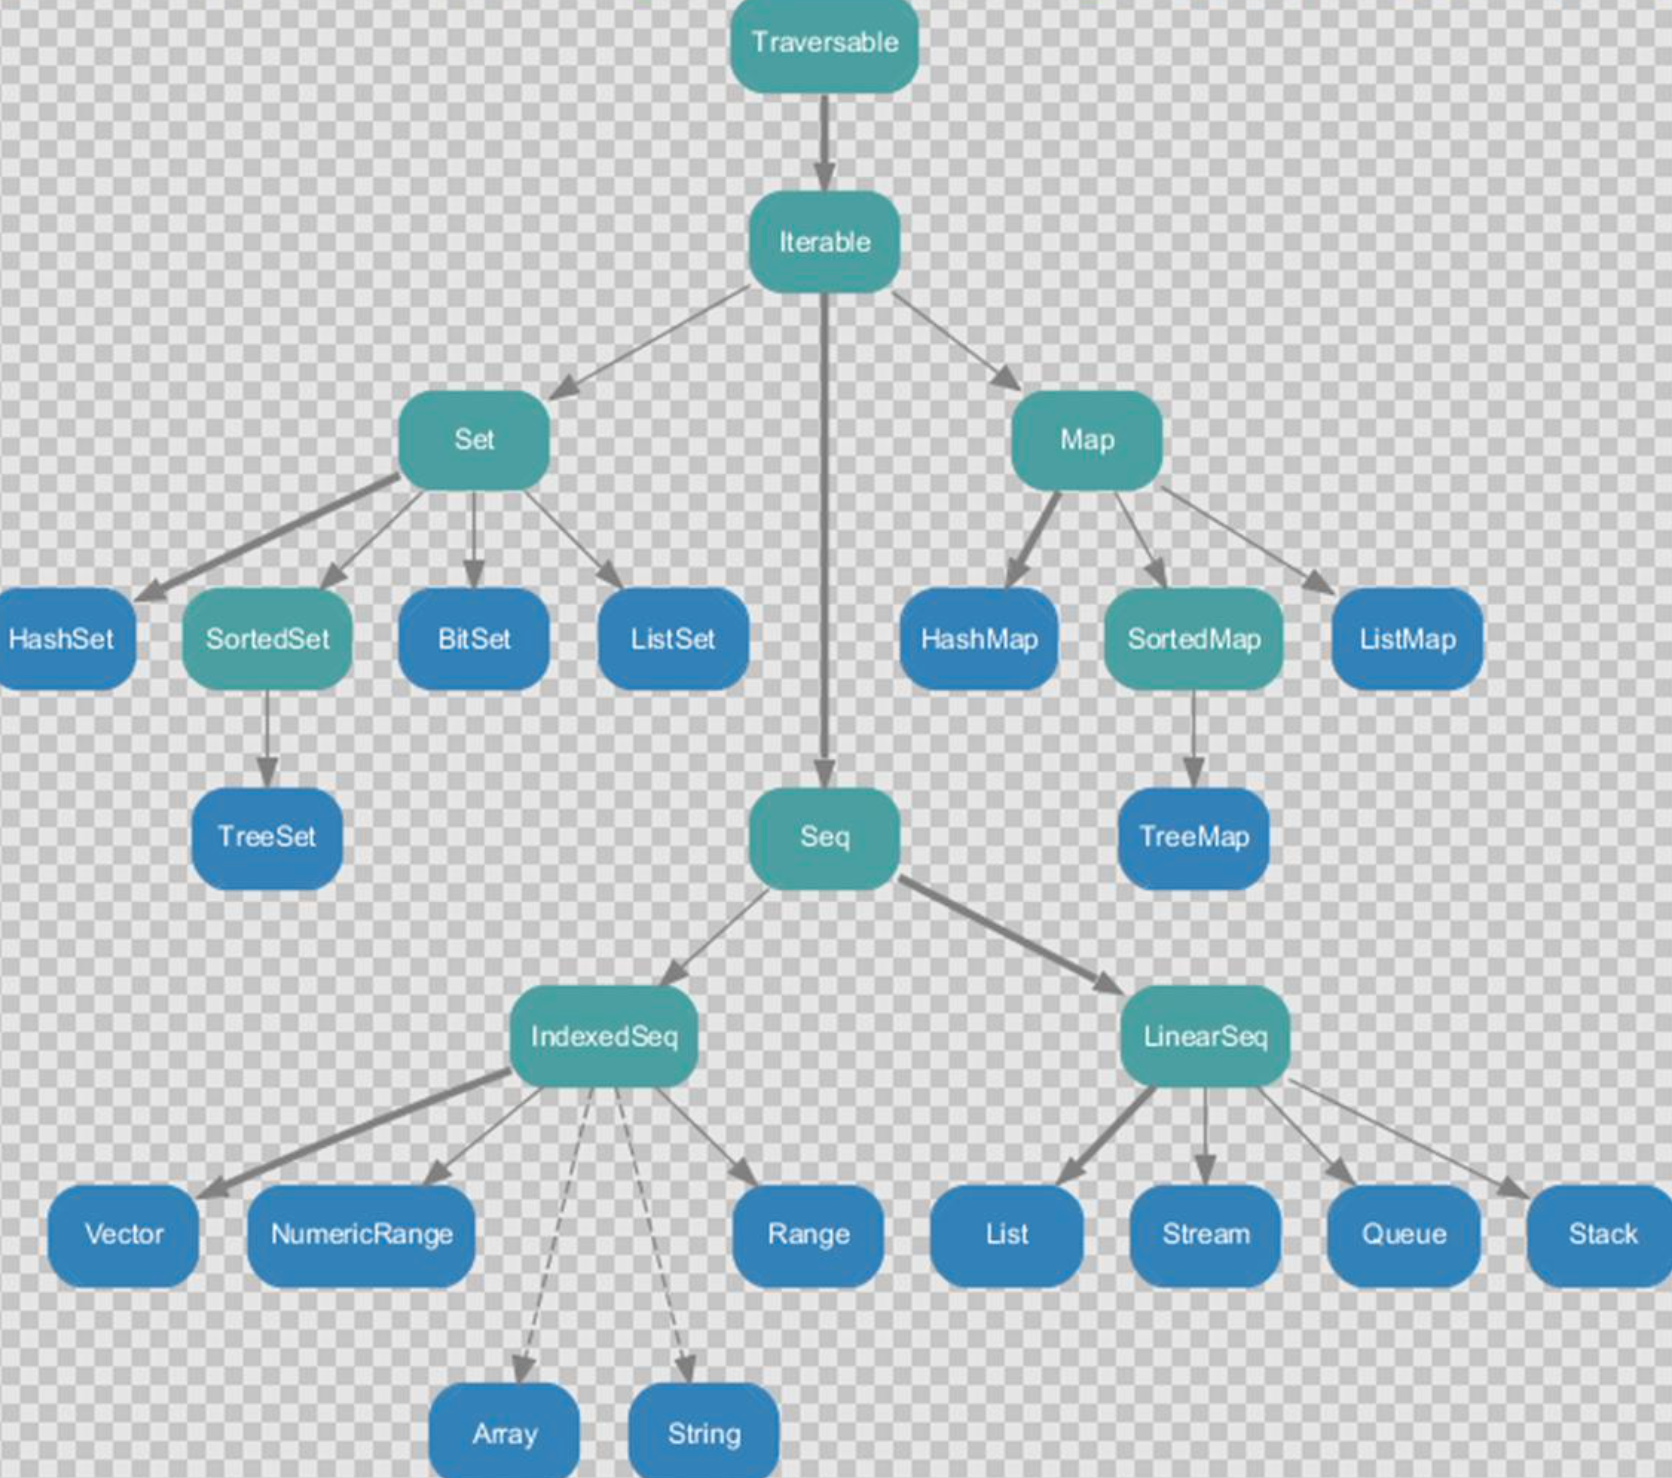 Traversable
Iterable
Set
Map
HashSet
SortedSet
BitSet
ListSet
HashMap
SortedMap
ListMap
TreeSet
Seq
TreeMap
IndexedSeq
LinearSeq
Vector
NumericRange
Range
List
Stream
Queue
Stack
Array
String